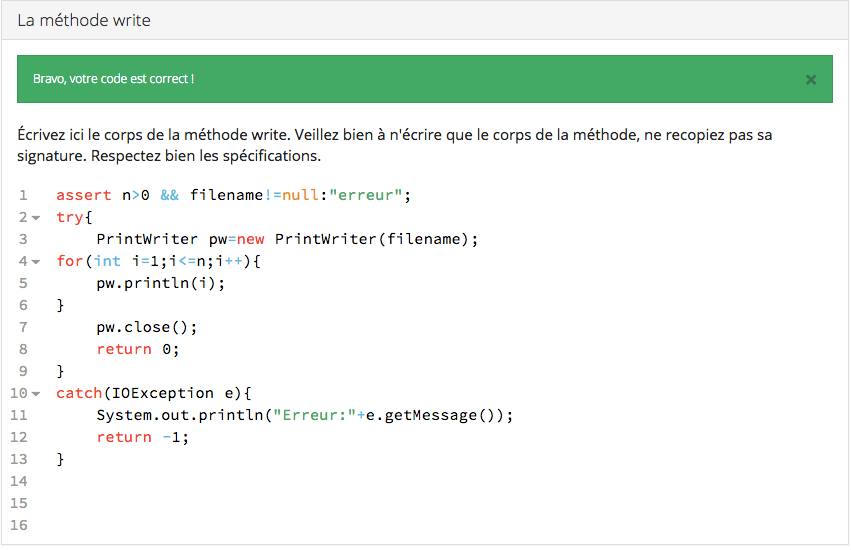 La méthode write
Bravo, votre code est correct !
×
Écrivez ici le corps de la méthode write. Veillez bien à n'écrire que le corps de la méthode, ne recopiez pas sa
signature. Respectez bien les spécifications.
1 assert n>0 && filename!=null:"erreur";
2 try{
3     PrintWriter pw=new PrintWriter(filename);
4 for(int i=1;i<=n;i++){
5     pw.println(i);
6 }
7     pw.close();
8     return 0;
9 }
10 catch(IOException e){
11     System.out.println("Erreur:"+e.getMessage());
12     return -1;
13 }
14
15
16